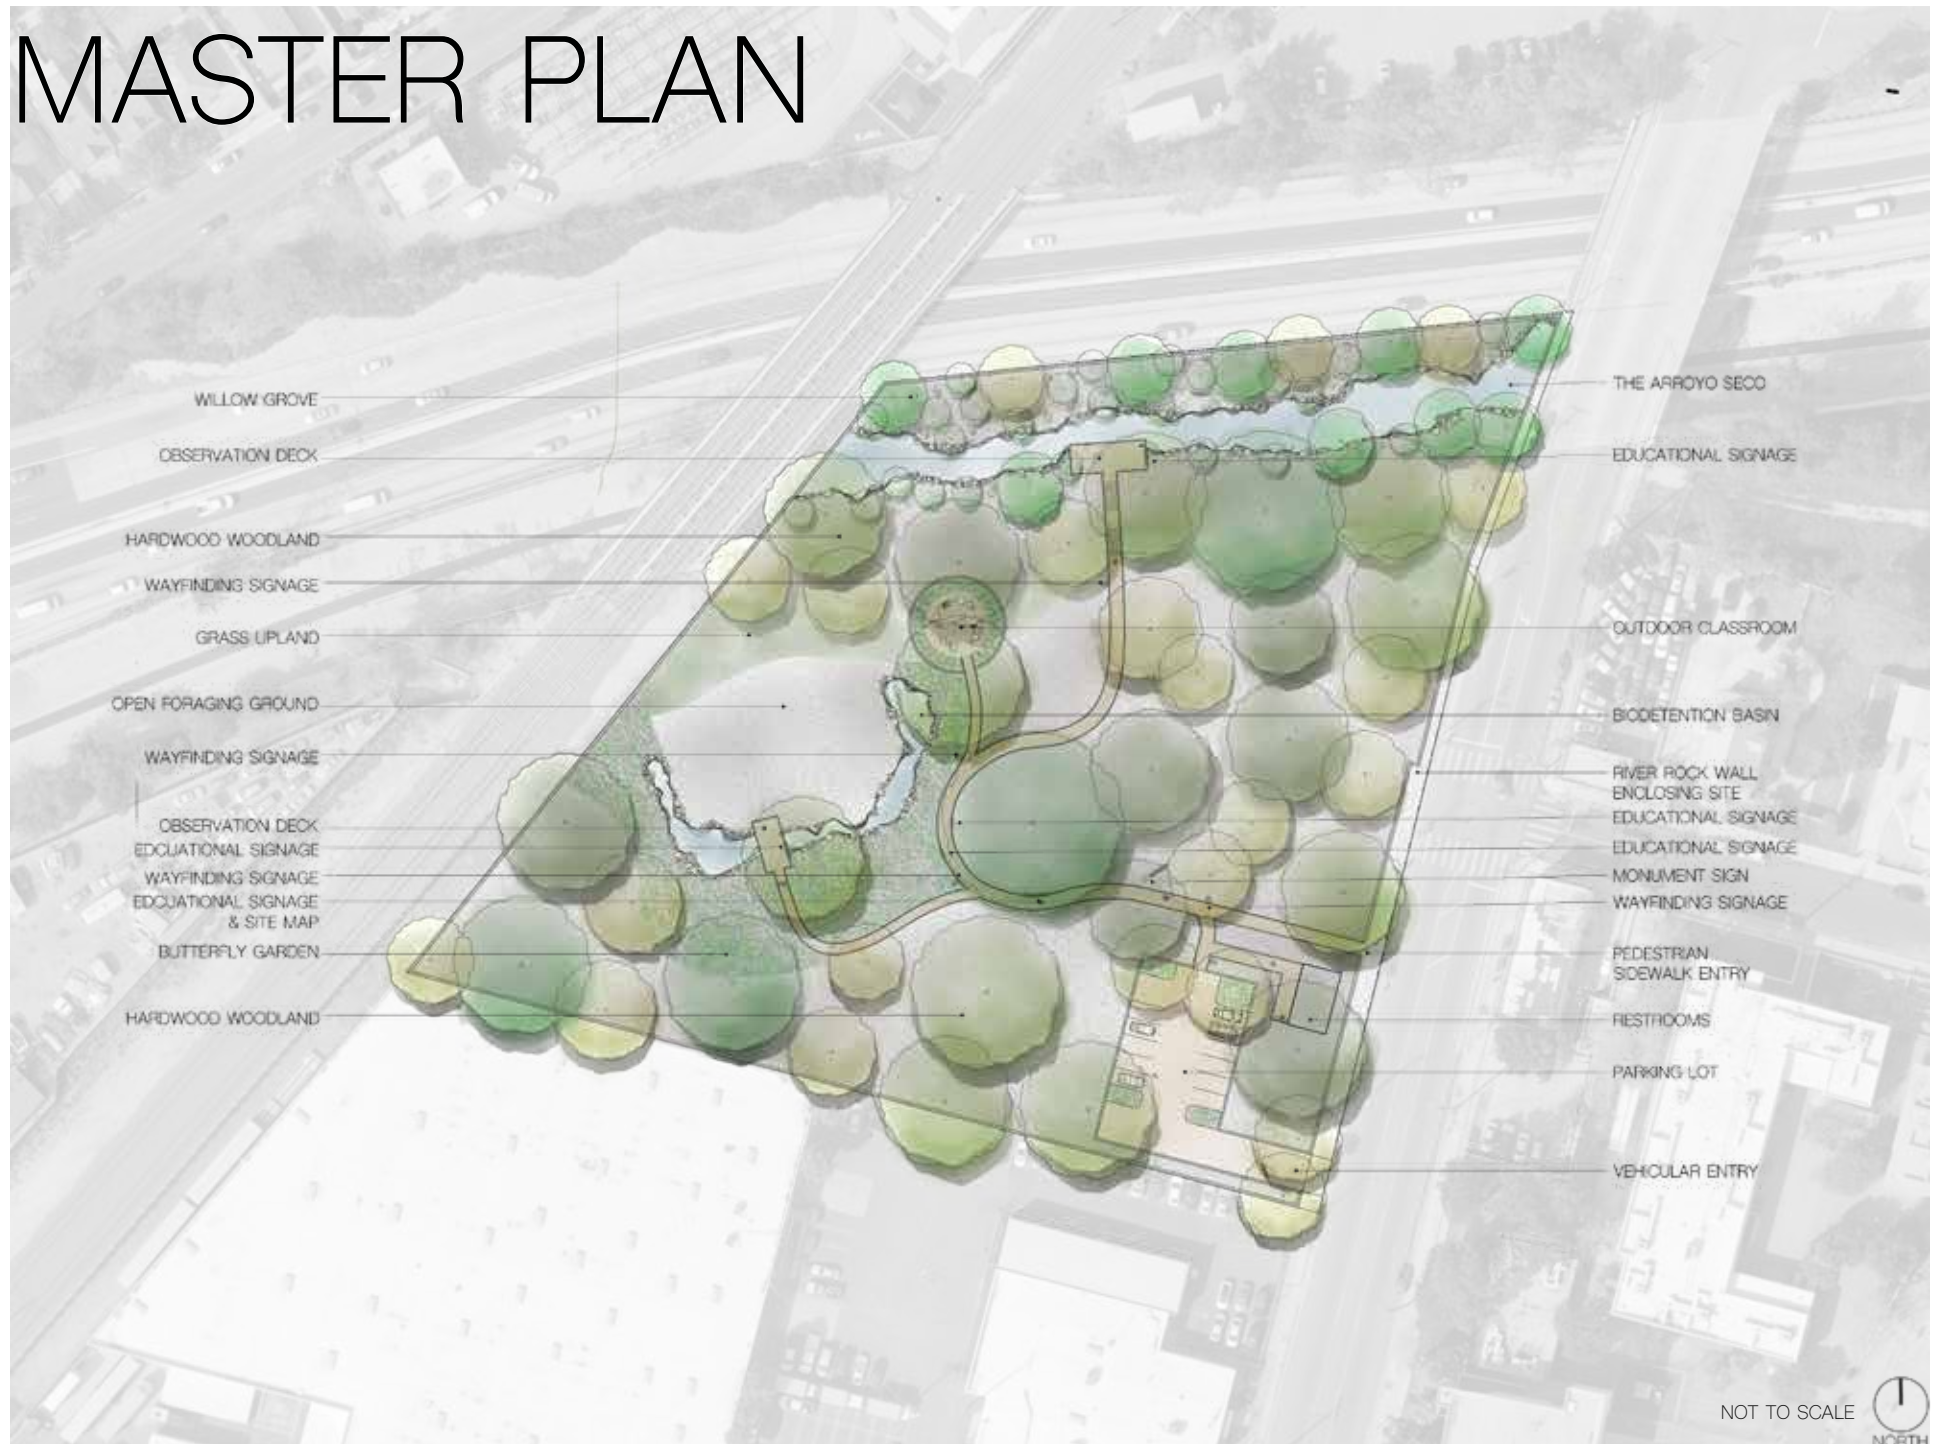 MASTER PLAN
WILLOW GROVE
OBSERVATION DECK
HARDWOOD WOODLAND
WAYFINDING SIGNAGE
GRASS UPLAND
OPEN FORAGING GROUND
WAYFINDING SIGNAGE
OBSERVATION DECK
EDCUATIONAL SIGNAGE
WAYFINDING SIGNAGE
EDCUATIONAL SIGNAGE
& SITE MAP
BUTTERFLY GARDEN
HARDWOOD WOODLAND
THE ARROYO SECO
EDUCATIONAL SIGNAGE
OUTDOOR CLASSROOM
BIODETENTION BASIN
RIVER ROCK WALL
ENCLOSING SITE
EDUCATIONAL SIGNAGE
EDUCATIONAL SIGNAGE
MONUMENT SIGN
WAYFINDING SIGNAGE
PEDESTRIAN
SIDEWALK ENTRY
RESTROOMS
PARKING LOT
VEHICULAR ENTRY
NOT TO SCALE
NORTH